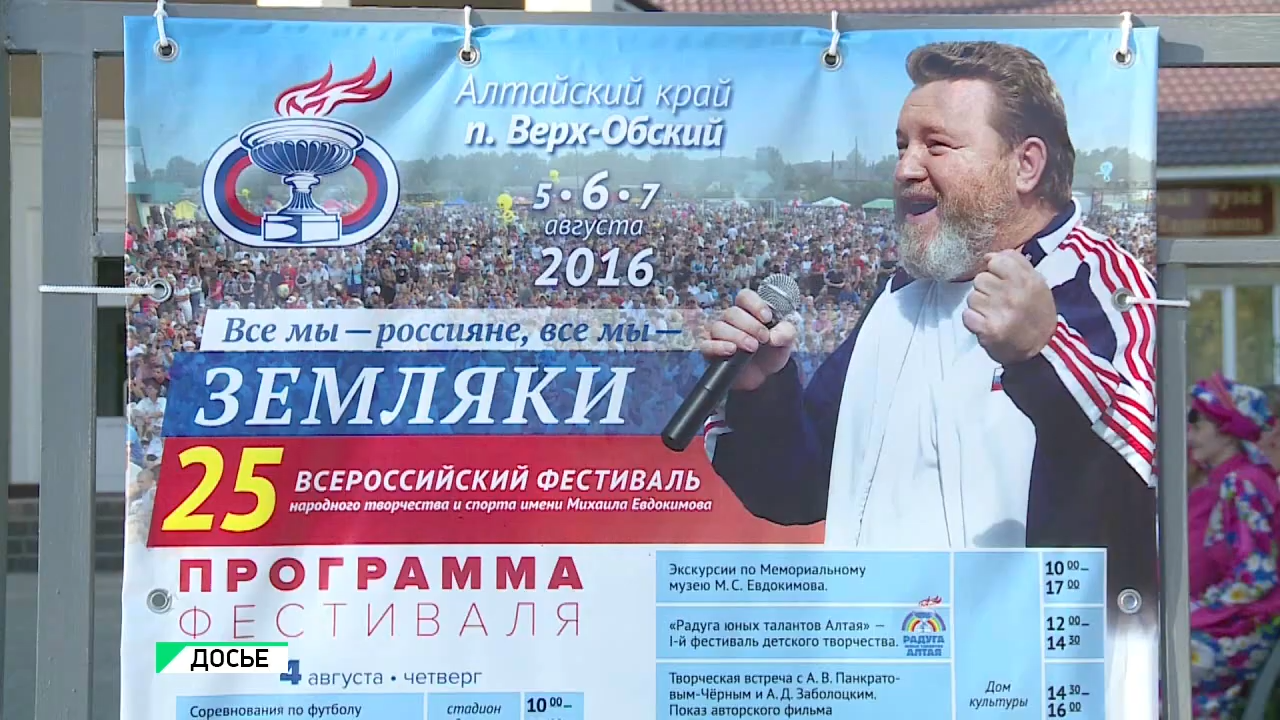 Алтайский край
п. Верх-Обский
5•6•7
августа
2016
Все мы — россияне, все мы —
ЗЕМЛЯКИ
25 ВСЕРОССИЙСКИЙ ФЕСТИВАЛЬ
народного творчества и спорта имени Михаила Евдокимова
ПРОГРАММА
ФЕСТИВАЛЯ
ДОСЬЕ
4 августа • четверг
Соревнования по футболу
стадион
10 00—
Экскурсии по Мемориальному
музею М. С. Евдокимова.
10 00—
17 00
«Радуга юных талантов Алтая» —
I-й фестиваль детского творчества.
РАДУГА
ЮНЫХ ТАЛАНТОВ
АЛТАЯ
12 00—
14 30
Творческая встреча с А. В. Панкрато-
вым-Чёрным и А. Д. Заболоцким.
Показ авторского фильма
Дом
культуры
14 30—
16 00
музей